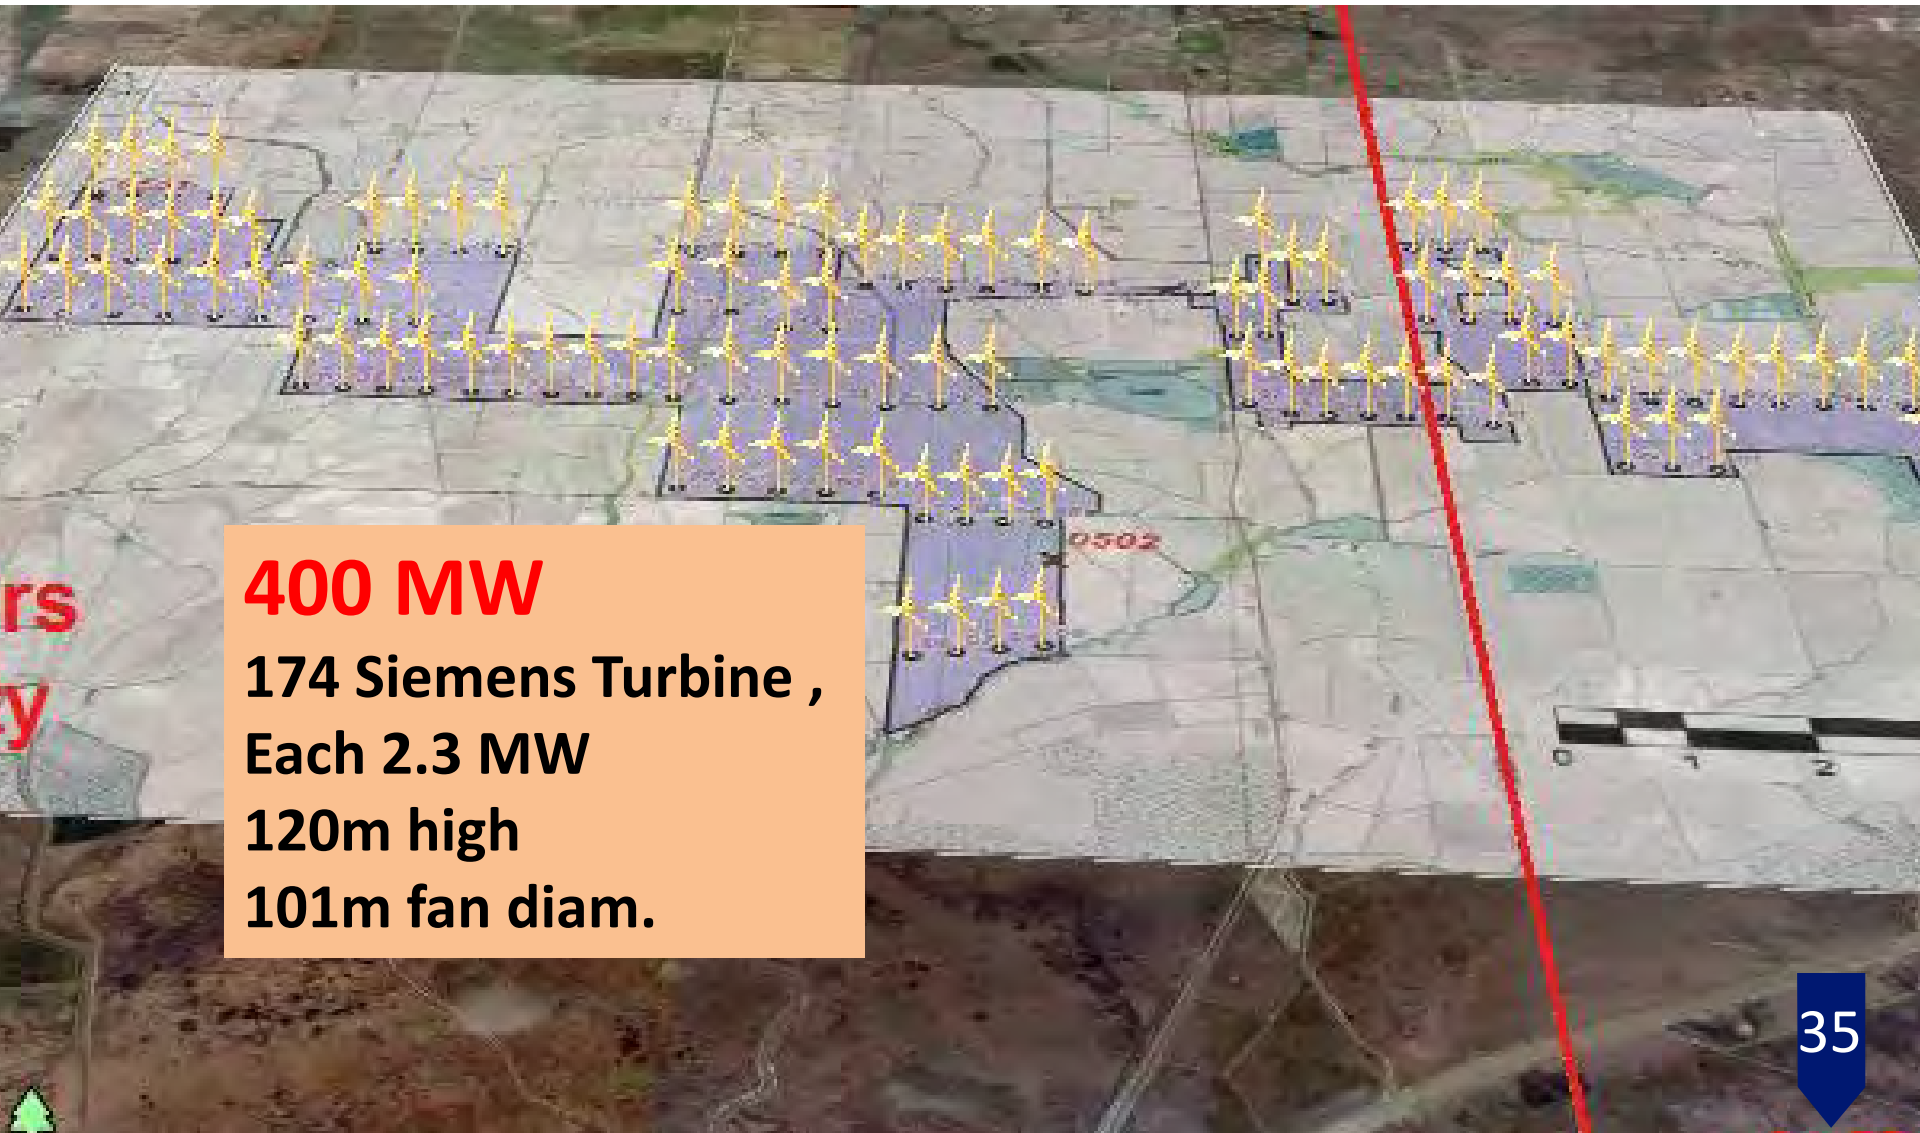 0502
rs
ty
400 MW
174 Siemens Turbine ,
Each 2.3 MW
120m high
101m fan diam.
0 1 2
35